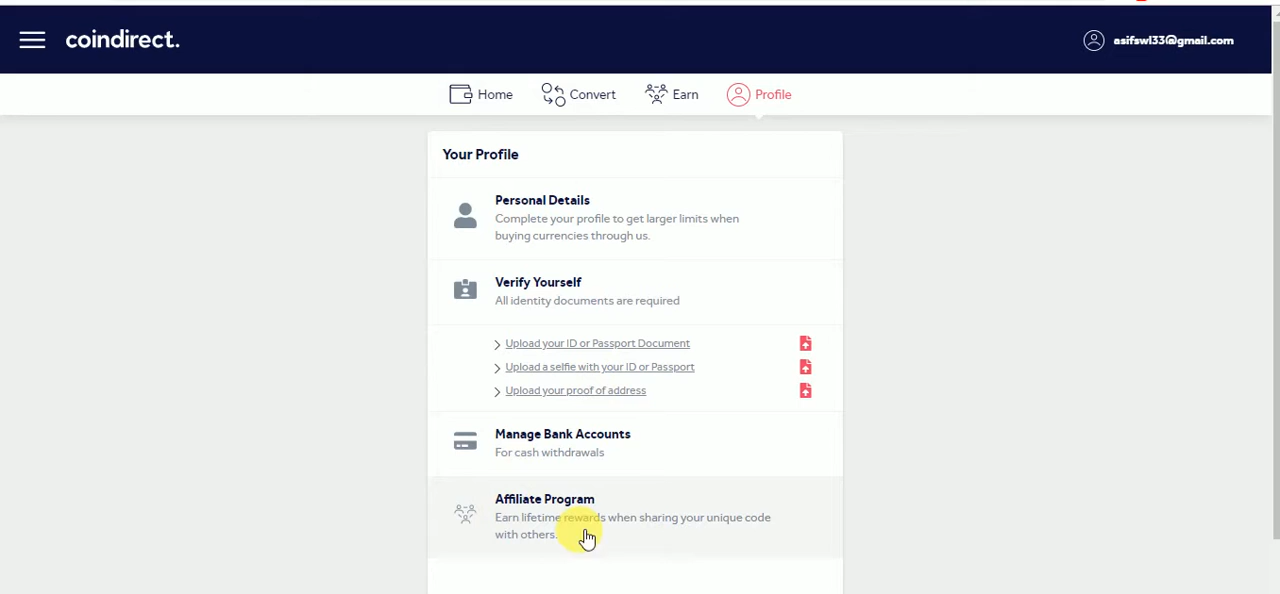 coindirect.
asifswl33@gmail.com
Home
Convert
Earn
Profile
Your Profile
Personal Details
Complete your profile to get larger limits when
buying currencies through us.
Verify Yourself
All identity documents are required
Upload your ID or Passport Document
Upload a selfie with your ID or Passport
Upload your proof of address
Manage Bank Accounts
For cash withdrawals
Affiliate Program
Earn lifetime rewards when sharing your unique code
with others.